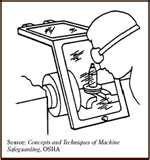 SOURCE: Concepts and Techniques of Machine
Safeguarding, OSHA